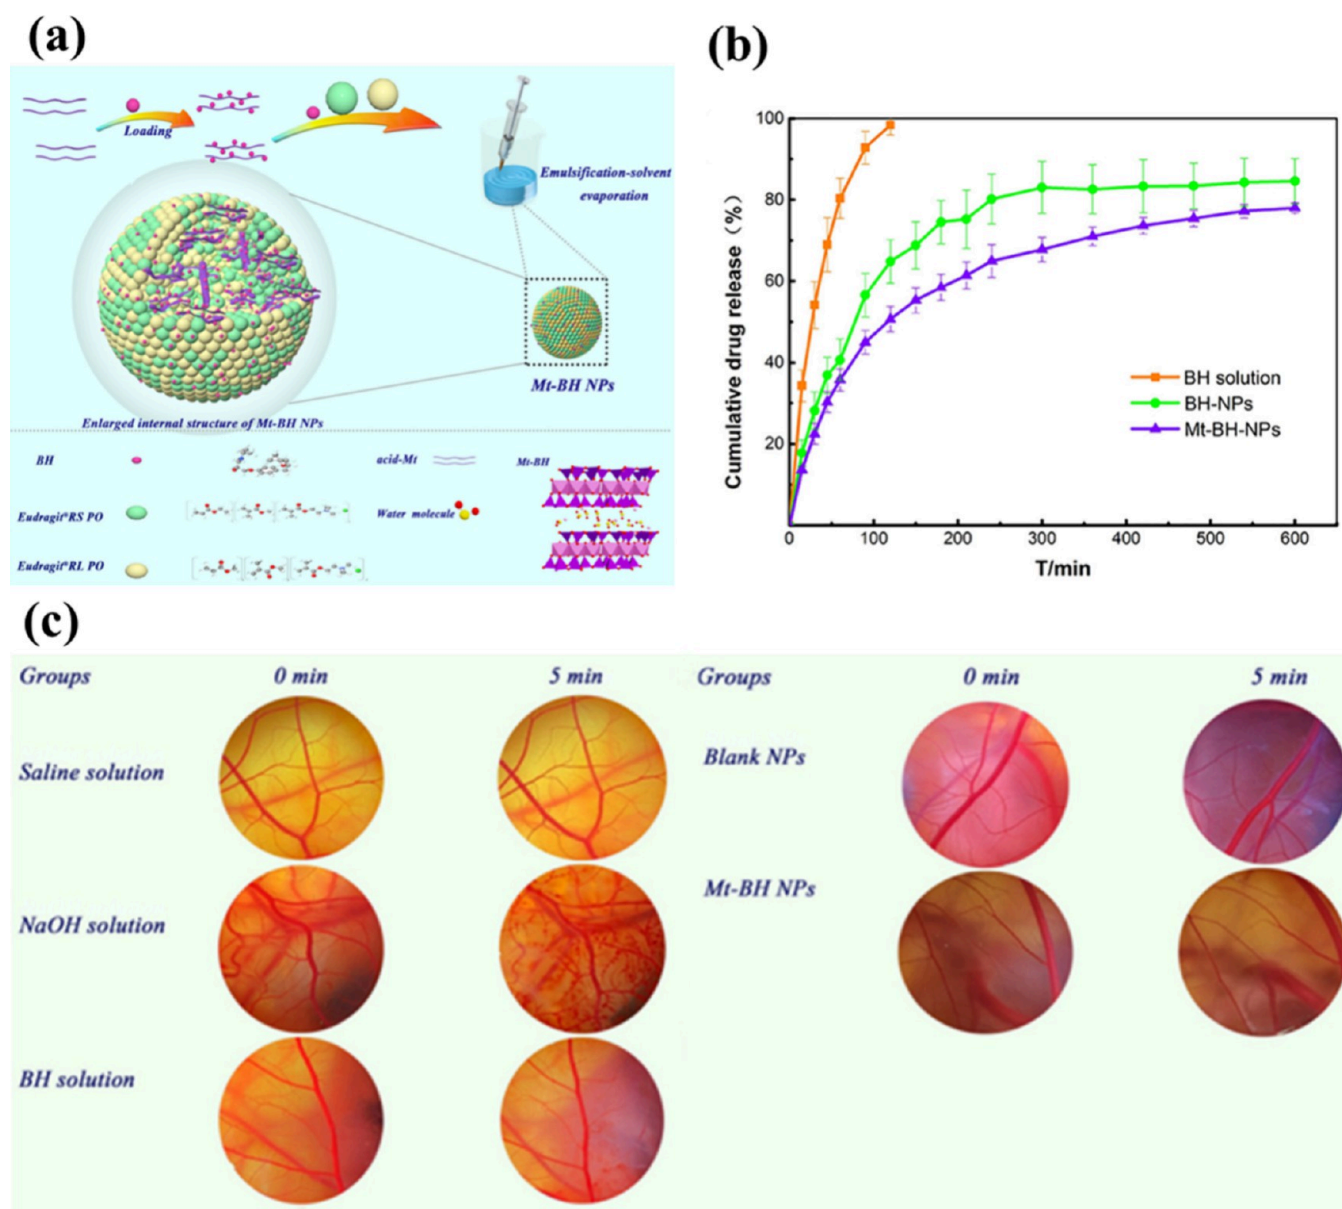 (a)
Loading
Emulsification-solvent
evaporation
Mt-BH NPs
Enlarged internal structure of Mt-BH NPs
BH
acid-Mt
Mt-BH
Eudragit®RS PO
Water molecule
Eudragit®RL PO
(b)
100
80
60
40
20
0
100
200
300
400
500
600
Cumulative drug release（%）
T/min
BH solution
BH-NPs
Mt-BH-NPs
(c)
Groups 0 min 5 min
Saline solution
NaOH solution
BH solution
Groups 0 min 5 min
Blank NPs
Mt-BH NPs